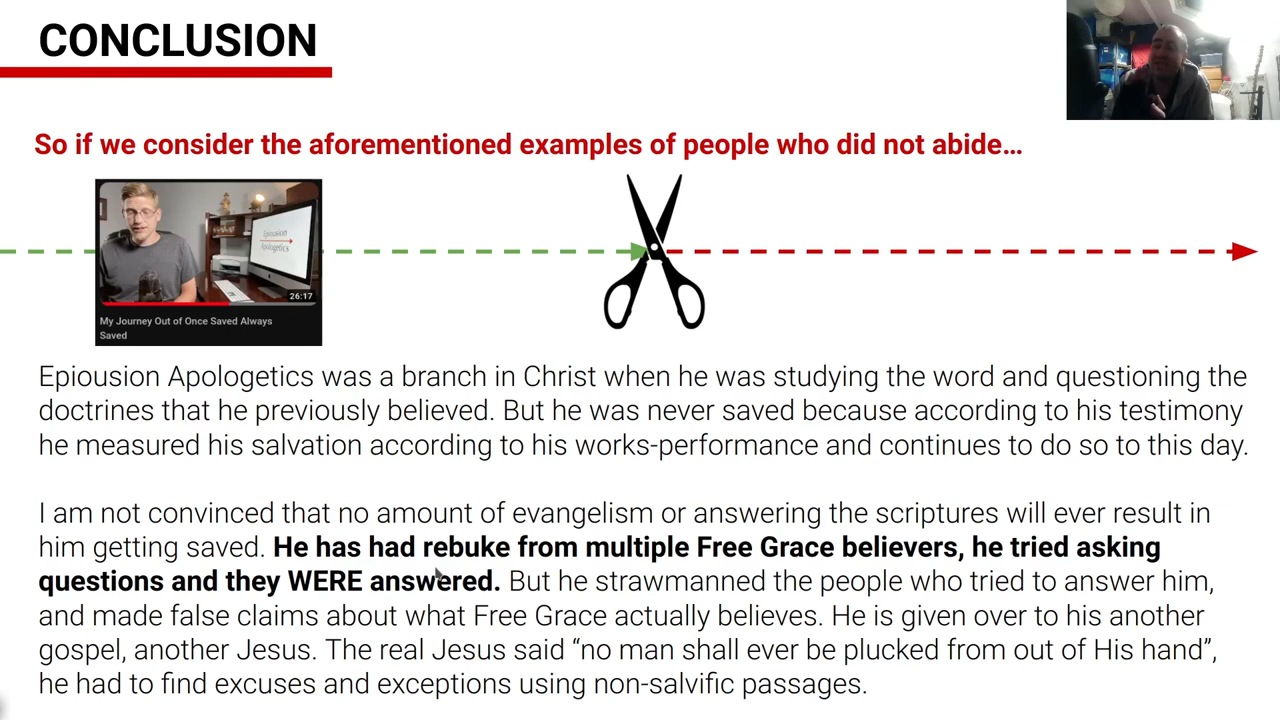 CONCLUSION
So if we consider the aforementioned examples of people who did not abide…
Epiousion
Apologetics
26:17
My Journey Out of Once Saved Always
Saved
Epiousion Apologetics was a branch in Christ when he was studying the word and questioning the
doctrines that he previously believed. But he was never saved because according to his testimony
he measured his salvation according to his works-performance and continues to do so to this day.
I am not convinced that no amount of evangelism or answering the scriptures will ever result in
him getting saved. He has had rebuke from multiple Free Grace believers, he tried asking
questions and they WERE answered. But he strawmanned the people who tried to answer him,
and made false claims about what Free Grace actually believes. He is given over to his another
gospel, another Jesus. The real Jesus said “no man shall ever be plucked from out of His hand”,
he had to find excuses and exceptions using non-salvific passages.